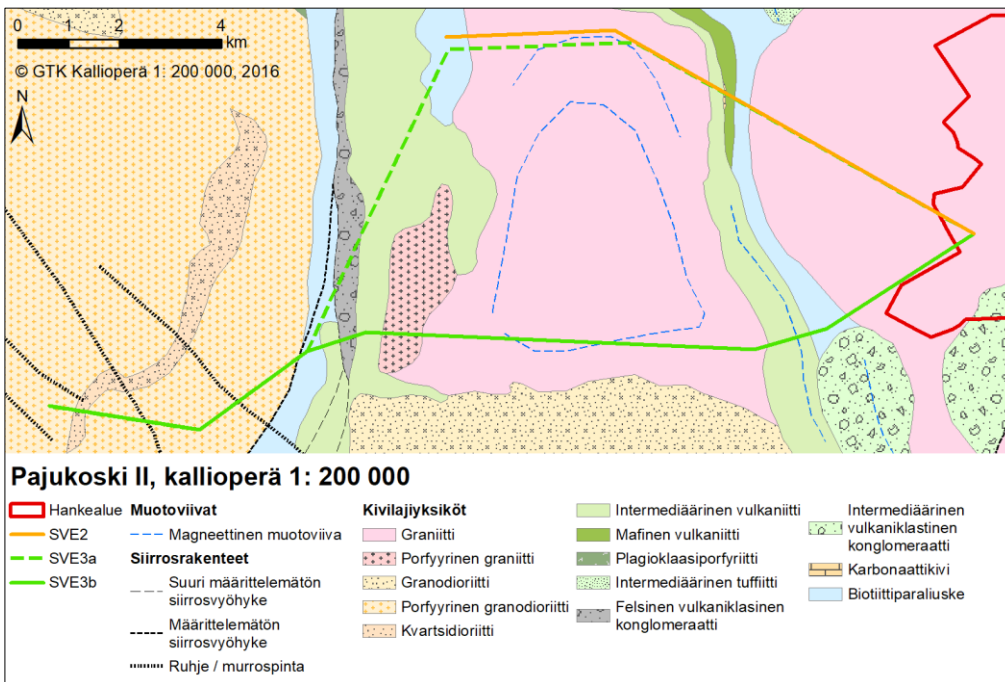 0 2 4
km
© GTK Kallioperä 1: 200 000, 2016
N
Pajukoski II, kallioperä 1: 200 000
Hankealue
SVE2
SVE3a
SVE3b
Muotoviivat
Magneettinen muotoviiva
Siirrosrakenteet
Suuri määrittelemätön
siirrosvyöhyke
Määrittelemätön
siirrosvyöhyke
Ruhje / murrospinta
Kivilajiyksiköt
Graniitti
Porfyyrinen graniitti
Granodioriitti
Porfyyrinen granodioriitti
Kvartsidioriitti
Intermediäärinen vulkaniitti
Mafinen vulkaniitti
Plagioklaasiporfyriitti
Intermediäärinen tuffiitti
Felsinen vulkaniklasinen
konglomeraatti
Intermediäärinen
vulkaniklastinen
konglomeraatti
Karbonaattikivi
Biotiittiparaliuske